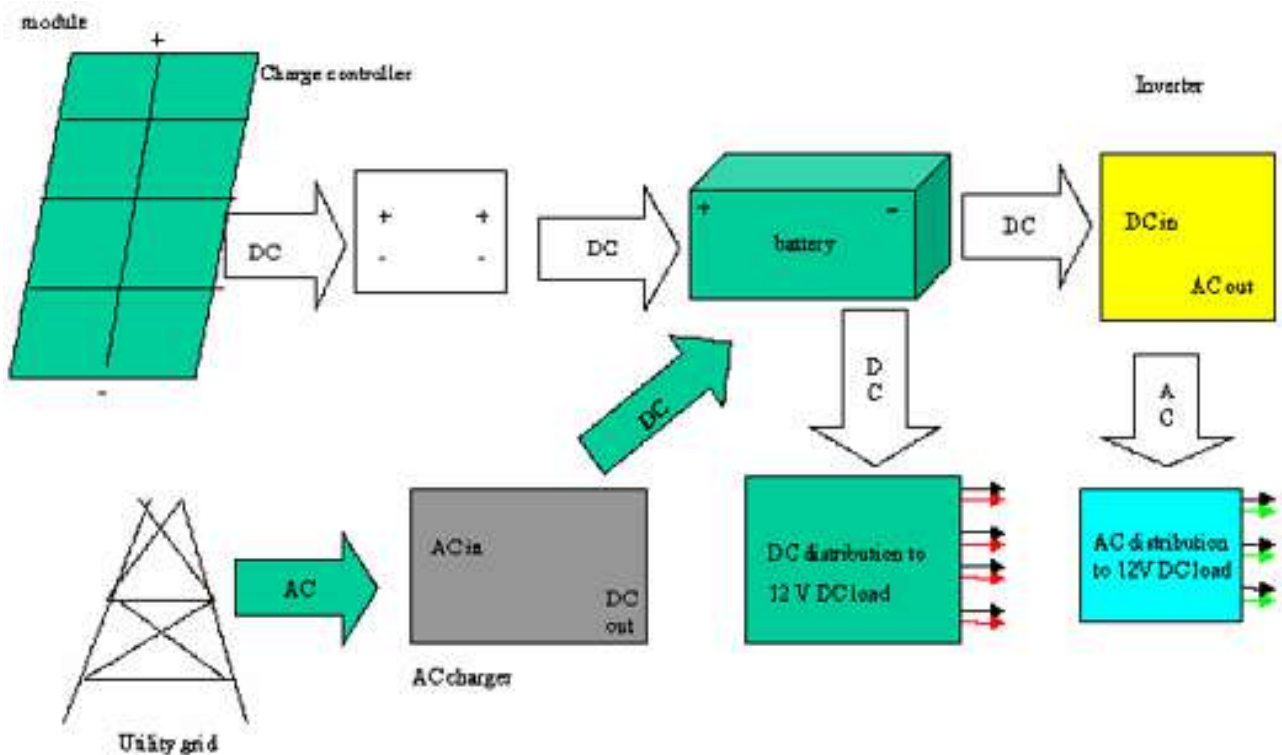 module
+
Charge controller
Inverter
DC
+ +
- -
DC
+ -
battery
DC
DC in
AC out
-
DC
D
C
A
C
AC in
DC
out
AC
DC distribution to
12 V DC load
AC distribution
to 12V DC load
AC charger
Utility grid